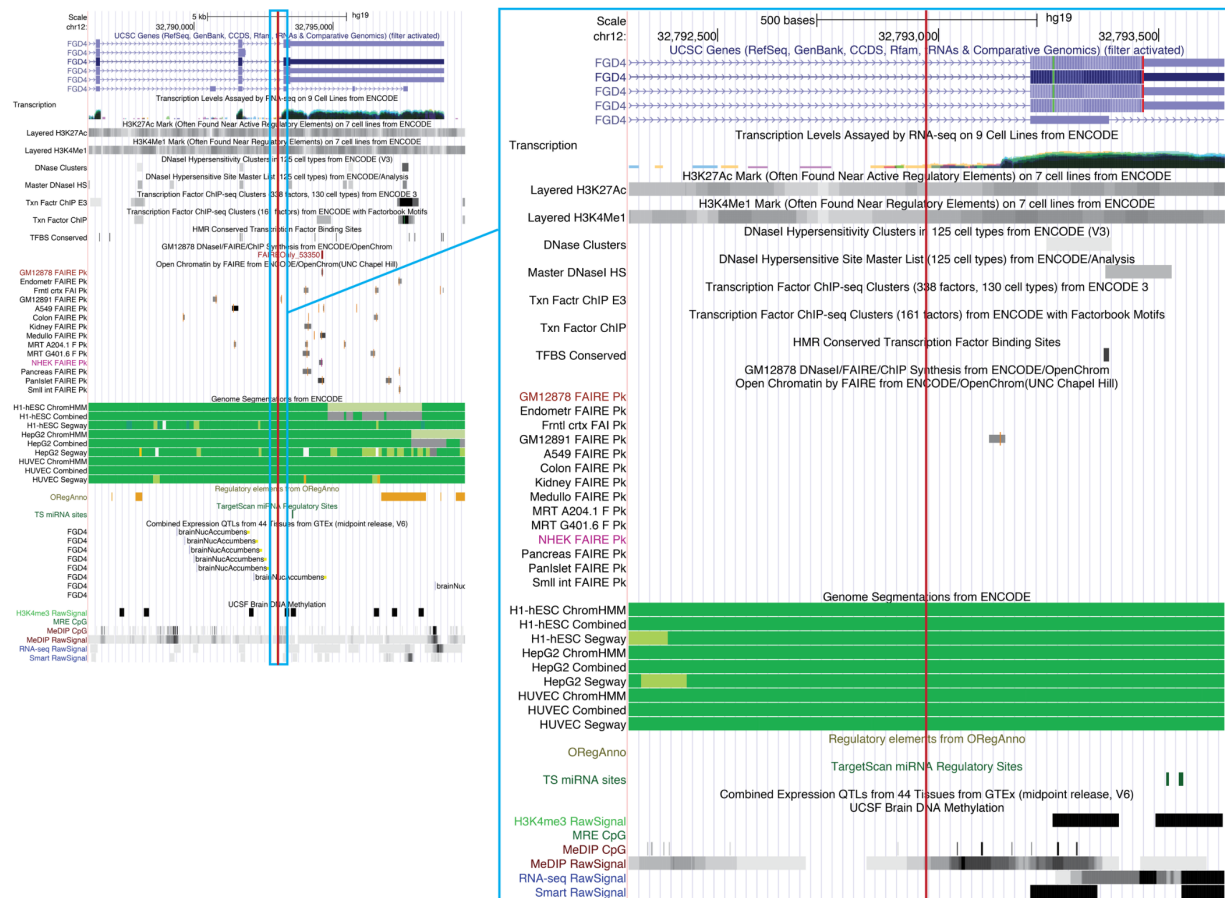 Scale
5 kb
hg19
chr12:
32,790,000
32,795,000
UCSC Genes (RefSeq, GenBank, CCDS, Rfam, tRNAs & Comparative Genomics) (filter activated)
FGD4
FGD4
FGD4
FGD4
FGD4
FGD4
Transcription Levels Assayed by RNA-seq on 9 Cell Lines from ENCODE
Transcription
H3K27Ac Mark (Often Found Near Active Regulatory Elements) on 7 cell lines from ENCODE
Layered H3K27Ac
H3K4Me1 Mark (Often Found Near Regulatory Elements) on 7 cell lines from ENCODE
Layered H3K4Me1
DNaseI Hypersensitivity Clusters in 125 cell types from ENCODE (V3)
DNase Clusters
DNaseI Hypersensitive Site Master List (125 cell types) from ENCODE/Analysis
Master DNaseI HS
Transcription Factor ChIP-seq Clusters (338 factors, 130 cell types) from ENCODE 3
Txn Factr ChIP E3
Transcription Factor ChIP-seq Clusters (161 factors) from ENCODE with Factorbook Motifs
Txn Factor ChIP
HMR Conserved Transcription Factor Binding Sites
TFBS Conserved
GM12878 DNaseI/FAIRE/ChIP Synthesis from ENCODE/OpenChrom
FAIREOnly_53350
Open Chromatin by FAIRE from ENCODE/OpenChrom(UNC Chapel Hill)
GM12878 FAIRE Pk
Endometr FAIRE Pk
Frntl crtx FAI Pk
GM12891 FAIRE Pk
A549 FAIRE Pk
Colon FAIRE Pk
Kidney FAIRE Pk
Medullo FAIRE Pk
MRT A204.1 F Pk
MRT G401.6 F Pk
NHEK FAIRE Pk
Pancreas FAIRE Pk
PanIslet FAIRE Pk
Smll int FAIRE Pk
Genome Segmentations from ENCODE
H1-hESC ChromHMM
H1-hESC Combined
H1-hESC Segway
HepG2 ChromHMM
HepG2 Combined
HepG2 Segway
HUVEC ChromHMM
HUVEC Combined
HUVEC Segway
Regulatory elements from ORegAnno
ORegAnno
TargetScan miRNA Regulatory Sites
TS miRNA sites
Combined Expression QTLs from 44 Tissues from GTEx (midpoint release, V6)
FGD4
FGD4 brainNucAccumbens
FGD4 brainNucAccumbens
FGD4 brainNucAccumbens
FGD4 brainNucAccumbens
FGD4 brainNucAccumbens
FGD4 brainNucAccumbens
FGD4 brainNuc
UCSF Brain DNA Methylation
H3K4me3 RawSignal
MRE CpG
MeDIP CpG
MeDIP RawSignal
RNA-seq RawSignal
Smart RawSignal
Scale
500 bases
hg19
chr12:
32,792,500
32,793,000
32,793,500
UCSC Genes (RefSeq, GenBank, CCDS, Rfam, tRNAs & Comparative Genomics) (filter activated)
FGD4
FGD4
FGD4
FGD4
FGD4
Transcription Levels Assayed by RNA-seq on 9 Cell Lines from ENCODE
Transcription
H3K27Ac Mark (Often Found Near Active Regulatory Elements) on 7 cell lines from ENCODE
Layered H3K27Ac
H3K4Me1 Mark (Often Found Near Regulatory Elements) on 7 cell lines from ENCODE
Layered H3K4Me1
DNaseI Hypersensitivity Clusters in 125 cell types from ENCODE (V3)
DNase Clusters
DNaseI Hypersensitive Site Master List (125 cell types) from ENCODE/Analysis
Master DNaseI HS
Transcription Factor ChIP-seq Clusters (338 factors, 130 cell types) from ENCODE 3
Txn Factr ChIP E3
Transcription Factor ChIP-seq Clusters (161 factors) from ENCODE with Factorbook Motifs
Txn Factor ChIP
HMR Conserved Transcription Factor Binding Sites
TFBS Conserved
GM12878 DNaseI/FAIRE/ChIP Synthesis from ENCODE/OpenChrom
Open Chromatin by FAIRE from ENCODE/OpenChrom(UNC Chapel Hill)
GM12878 FAIRE Pk
Endometr FAIRE Pk
Frntl crtx FAI Pk
GM12891 FAIRE Pk
A549 FAIRE Pk
Colon FAIRE Pk
Kidney FAIRE Pk
Medullo FAIRE Pk
MRT A204.1 F Pk
MRT G401.6 F Pk
NHEK FAIRE Pk
Pancreas FAIRE Pk
PanIslet FAIRE Pk
Smll int FAIRE Pk
Genome Segmentations from ENCODE
H1-hESC ChromHMM
H1-hESC Combined
H1-hESC Segway
HepG2 ChromHMM
HepG2 Combined
HepG2 Segway
HUVEC ChromHMM
HUVEC Combined
HUVEC Segway
Regulatory elements from ORegAnno
ORegAnno
TargetScan miRNA Regulatory Sites
TS miRNA sites
Combined Expression QTLs from 44 Tissues from GTEx (midpoint release, V6)
UCSF Brain DNA Methylation
H3K4me3 RawSignal
MRE CpG
MeDIP CpG
MeDIP RawSignal
RNA-seq RawSignal
Smart RawSignal